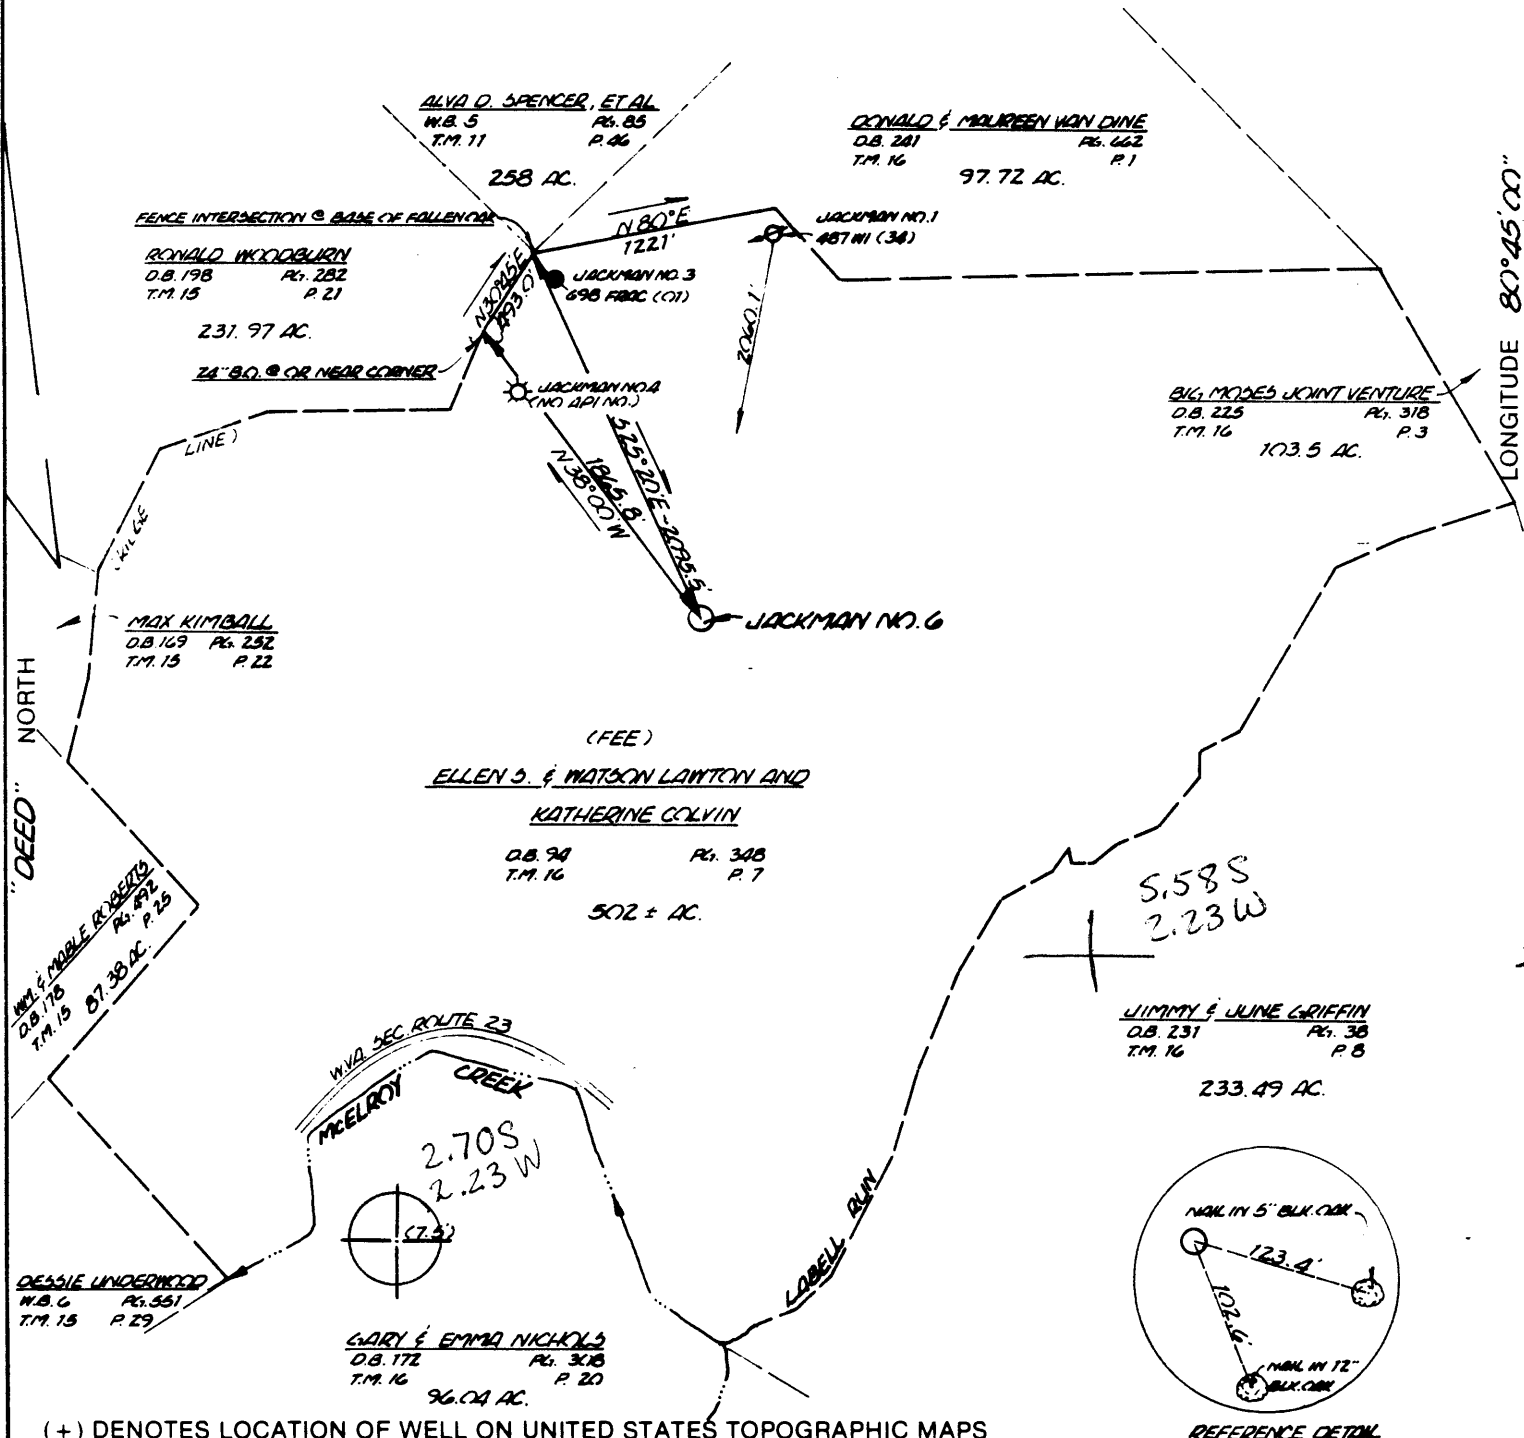 ALVA D. SPENCER, ET AL
W.B. 5 PG. 85
T.M. 11 P. 46
258 AC.
DONALD & MAUREEN VAN DINE
D.B. 241 PG. 662
T.M. 16 P. 1
97.72 AC.
FENCE INTERSECTION @ BASE OF FALLEN OAK
N 80° E
1221'
JACKMAN NO. 1
487 WI (34)
RONALD WOODBURN
D.B. 198 PG. 282
T.M. 15 P. 21
231.97 AC.
N 30°45' E
493.0'
JACKMAN NO. 3
698 FRAC (01)
2060.1'
24" B.O. @ OR NEAR CORNER
JACKMAN NO. 4
(NO API NO.)
BIG MOSES JOINT VENTURE
D.B. 225 PG. 318
T.M. 16 P. 3
103.5 AC.
LONGITUDE 80°45'00"
LINE)
S 25°20' E - 2095.5'
1865.8'
N 38°00' W
MAX KIMBALL
D.B. 169 PG. 252
T.M. 15 P. 22
JACKMAN NO. 6
"DEED" NORTH
(FEE)
ELLEN S. & WATSON LAWTON AND
KATHERINE COLVIN
D.B. 94 PG. 348
T.M. 16 P. 7
502 ± AC.
WM. & MABLE ROBERTS
D.B. 178 PG. 492
T.M. 15 P. 25
87.38 AC.
5.58 S
2.23 W
JIMMY & JUNE GRIFFIN
D.B. 231 PG. 38
T.M. 16 P. 8
233.49 AC.
W.VA. SEC. ROUTE 23
McELROY CREEK
2.70 S
2.23 W
(7.5')
LABELL RUN
NAIL IN 5" BLK. OAK
123.4'
102.6'
NAIL IN 12"
BLK. OAK
REFERENCE DETAIL
DESSIE UNDERWOOD
W.B. 6 PG. 551
T.M. 15 P. 29
GARY & EMMA NICHOLS
D.B. 172 PG. 308
T.M. 16 P. 20
96.04 AC.
(+) DENOTES LOCATION OF WELL ON UNITED STATES TOPOGRAPHIC MAPS